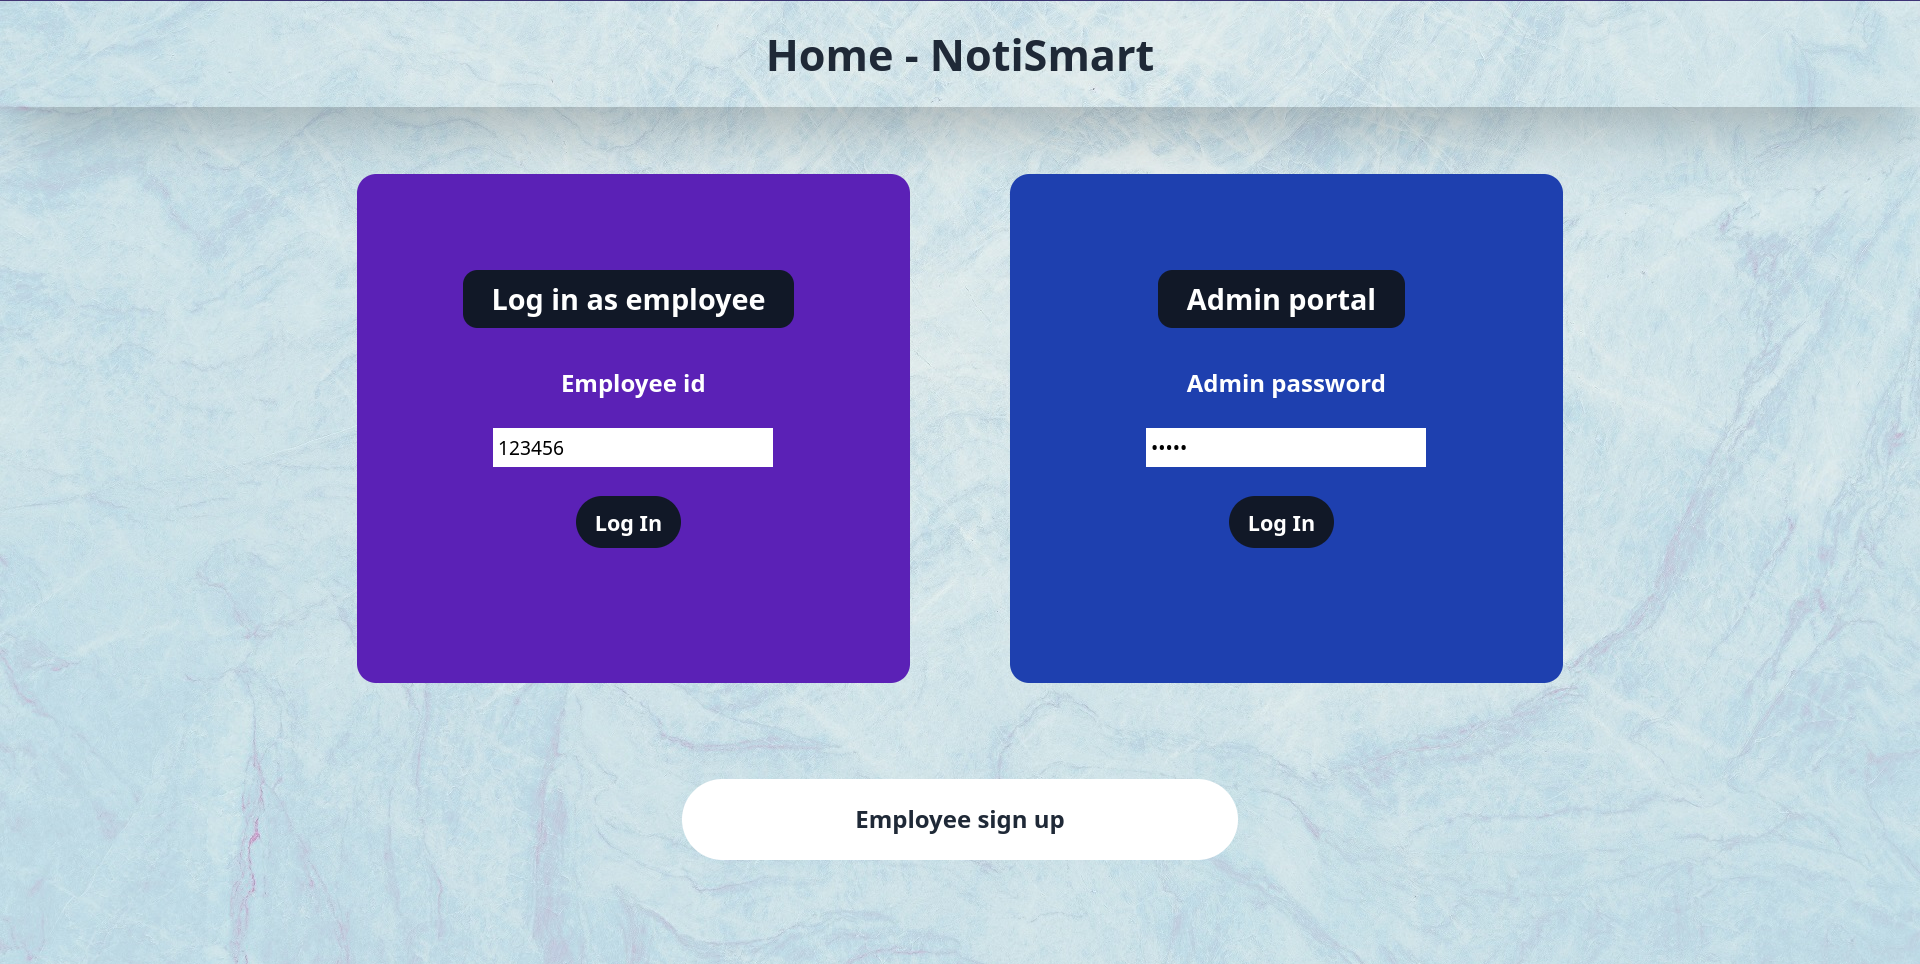 Home - NotiSmart
Log in as employee
Employee id
123456
Log In
Admin portal
Admin password
•••••
Log In
Employee sign up